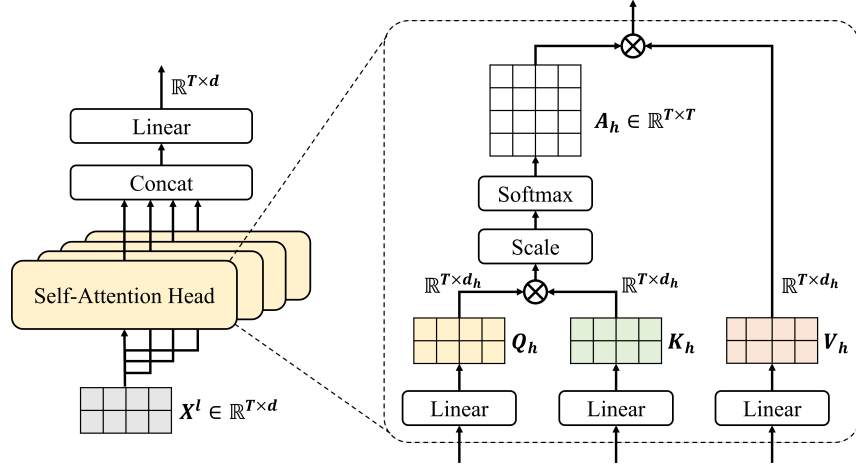 ℝ^{T×d}
Linear
Concat
Self-Attention Head
X^l ∈ ℝ^{T×d}
A_h ∈ ℝ^{T×T}
Softmax
Scale
ℝ^{T×d_h} ℝ^{T×d_h} ℝ^{T×d_h}
Q_h K_h V_h
Linear Linear Linear